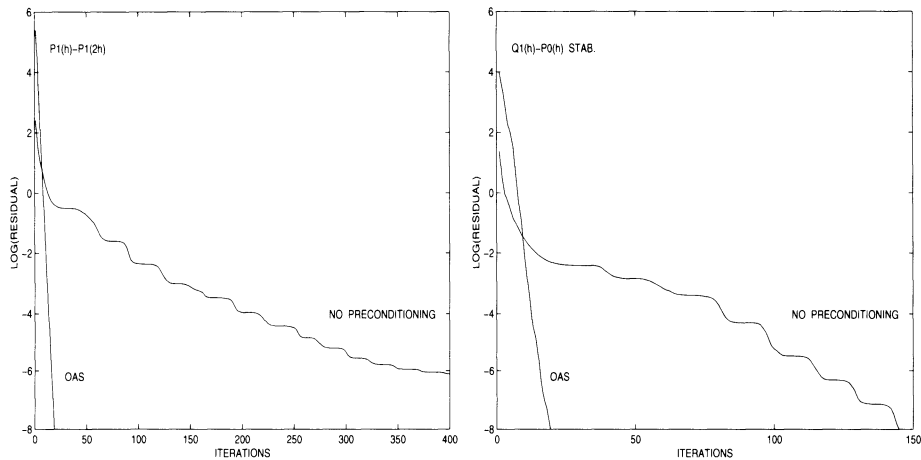 6
4
2
0
-2
-4
-6
-8
LOG(RESIDUAL)
P1(h)-P1(2h)
NO PRECONDITIONING
OAS
0 50 100 150 200 250 300 350 400
ITERATIONS
6
4
2
0
-2
-4
-6
-8
LOG(RESIDUAL)
Q1(h)-P0(h) STAB.
NO PRECONDITIONING
OAS
0 50 100 150
ITERATIONS